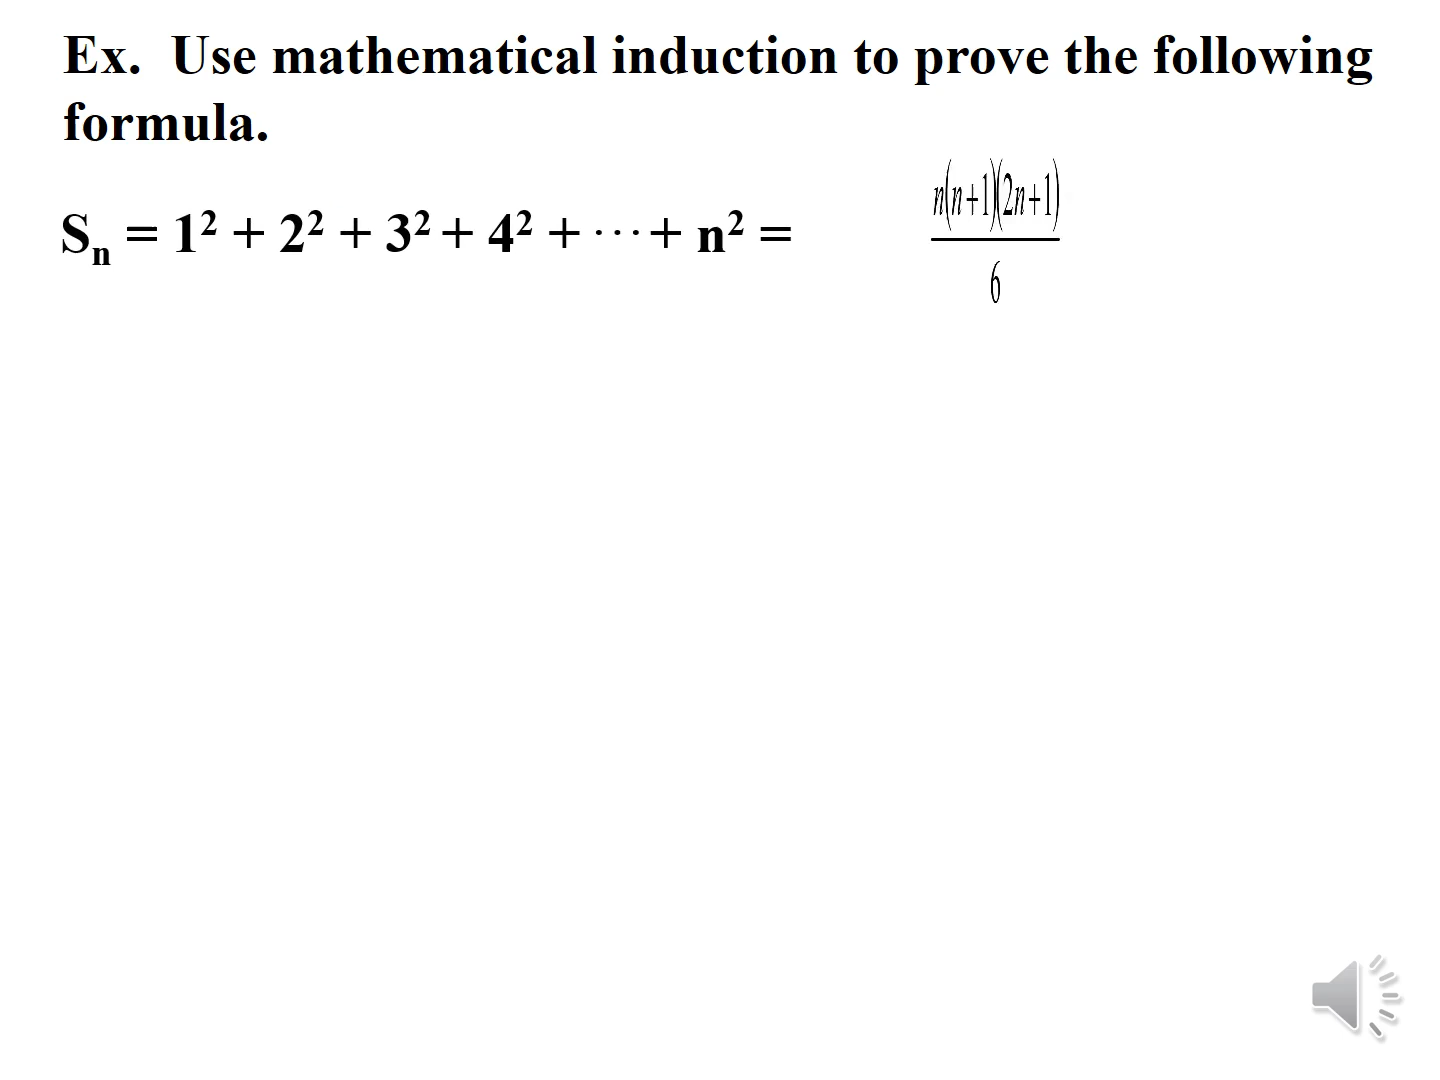 Ex.  Use mathematical induction to prove the following
formula.
Sₙ = 1² + 2² + 3² + 4² + ⋯ + n² = n(n+1)(2n+1)/6